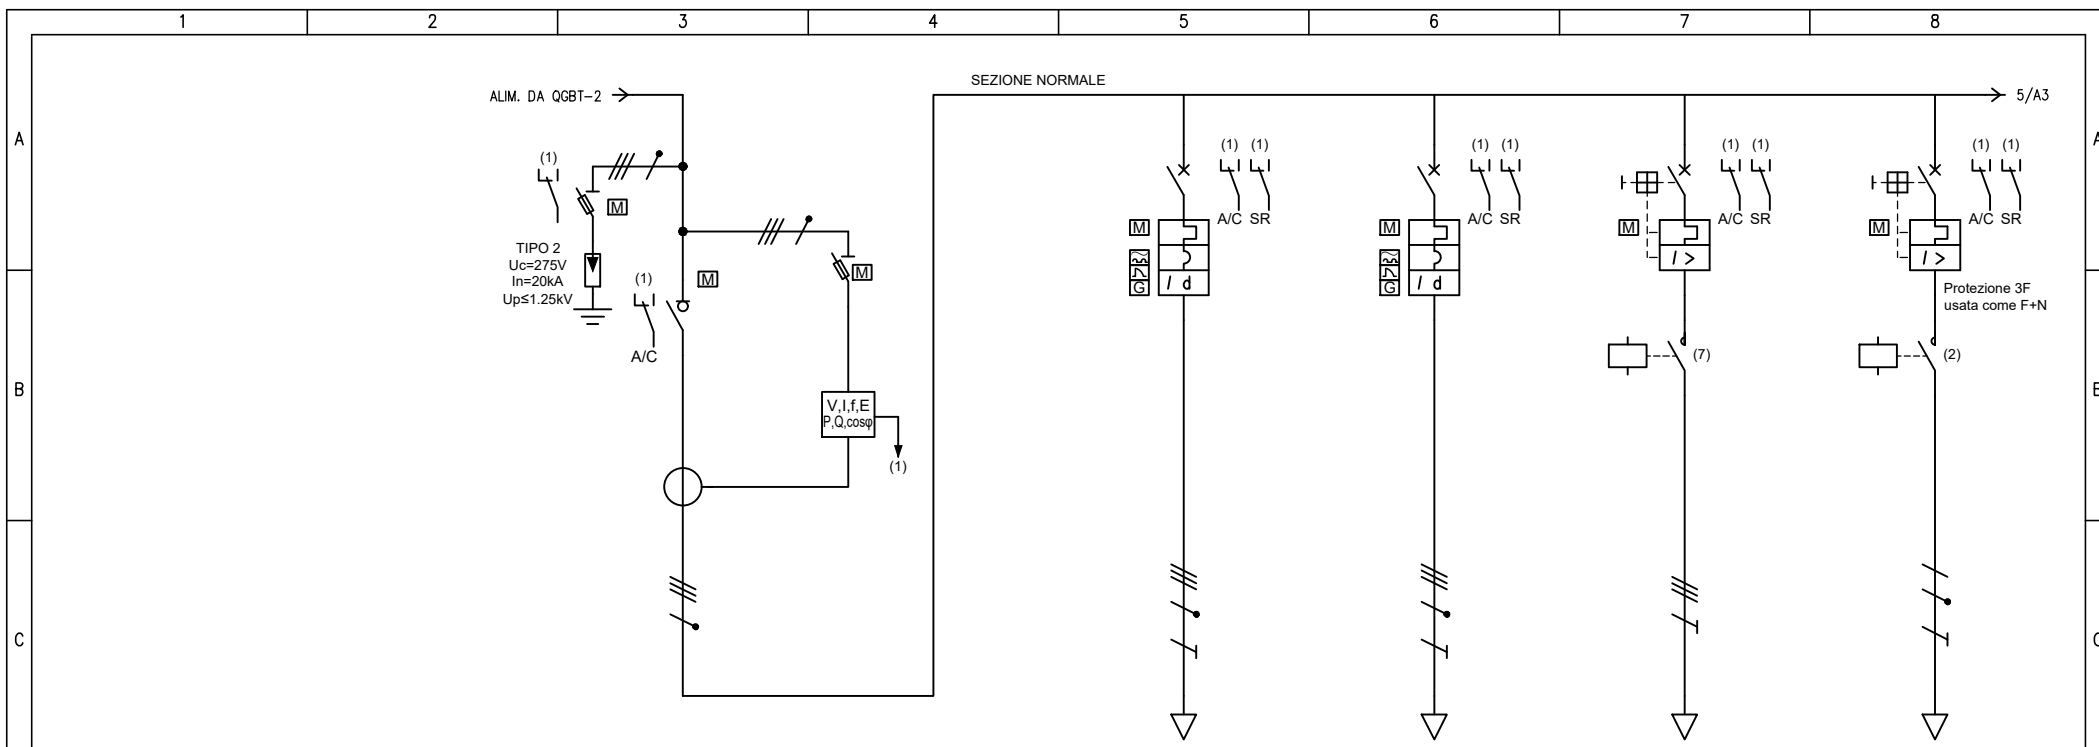 1 2 3 4 5 6 7 8
SEZIONE NORMALE
ALIM. DA QGBT-2
5/A3
A
A
(1)
(1) (1)
(1) (1)
(1) (1)
(1) (1)
M
A/C SR
A/C SR
A/C SR
A/C SR
M
M
M
M
TIPO 2
Uc=275V
In=20kA
Up≤1.25kV
M
M
(1)
A/C
I >
I >
G
I d
G
I d
Protezione 3F
usata come F+N
(7)
(2)
B
B
V,I,f,E
P,Q,cosφ
(1)
C
C